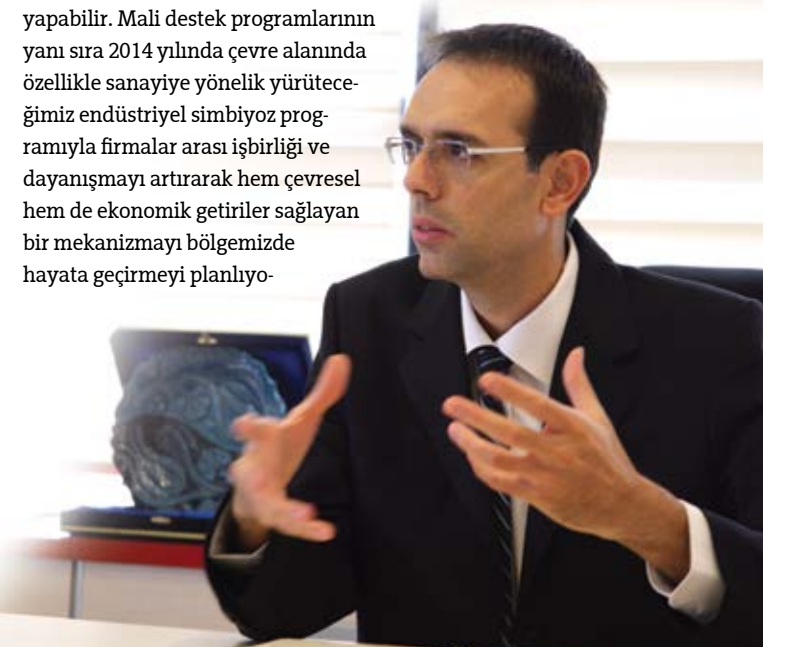 yapabilir. Mali destek programlarının
yanı sıra 2014 yılında çevre alanında
özellikle sanayiye yönelik yürütece-
ğimiz endüstriyel simbiyoz prog-
ramıyla firmalar arası işbirliği ve
dayanışmayı artırarak hem çevresel
hem de ekonomik getiriler sağlayan
bir mekanizmayı bölgemizde
hayata geçirmeyi planlıyo-